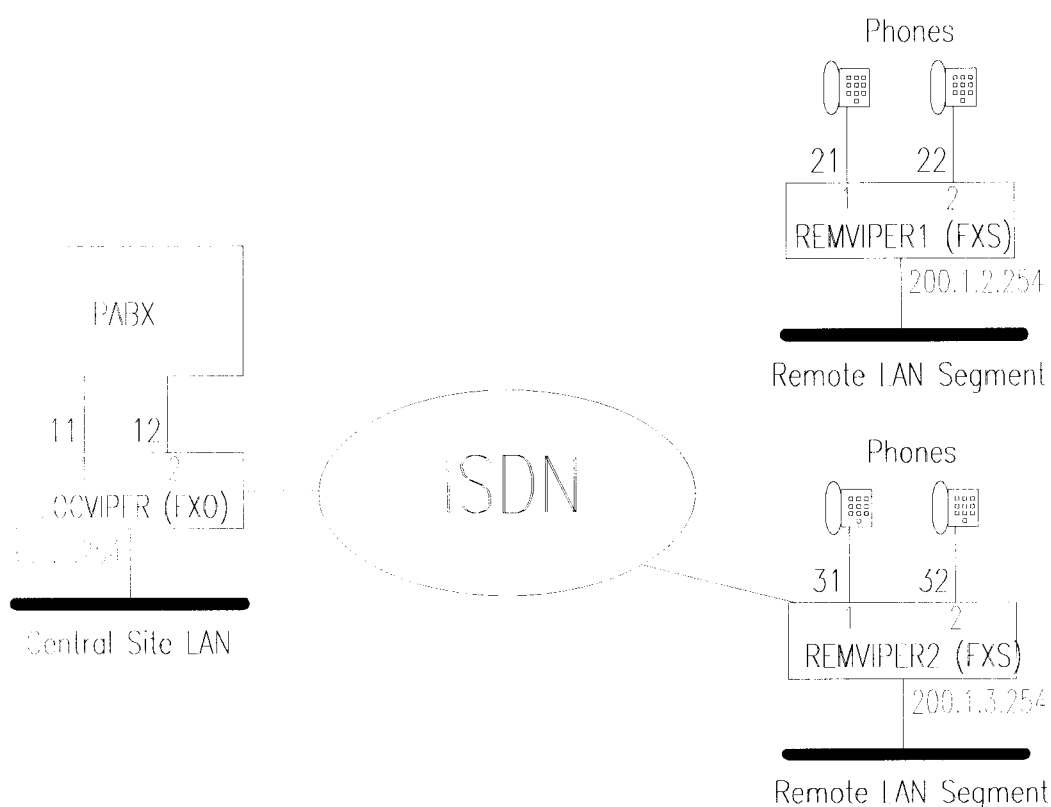 Phones
21
22
1
2
REMVIPER1 (FXS)
200.1.2.254
Remote LAN Segment
PABX
11
12
2
(FXO)
ISDN
Central Site LAN
Phones
31
32
1
2
REMVIPER2 (FXS)
200.1.3.254
Remote LAN Segment